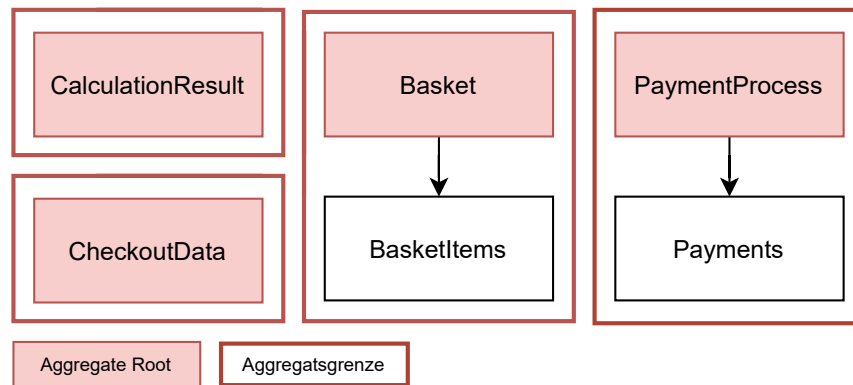 CalculationResult
Basket
PaymentProcess
CheckoutData
BasketItems
Payments
Aggregate Root
Aggregatsgrenze